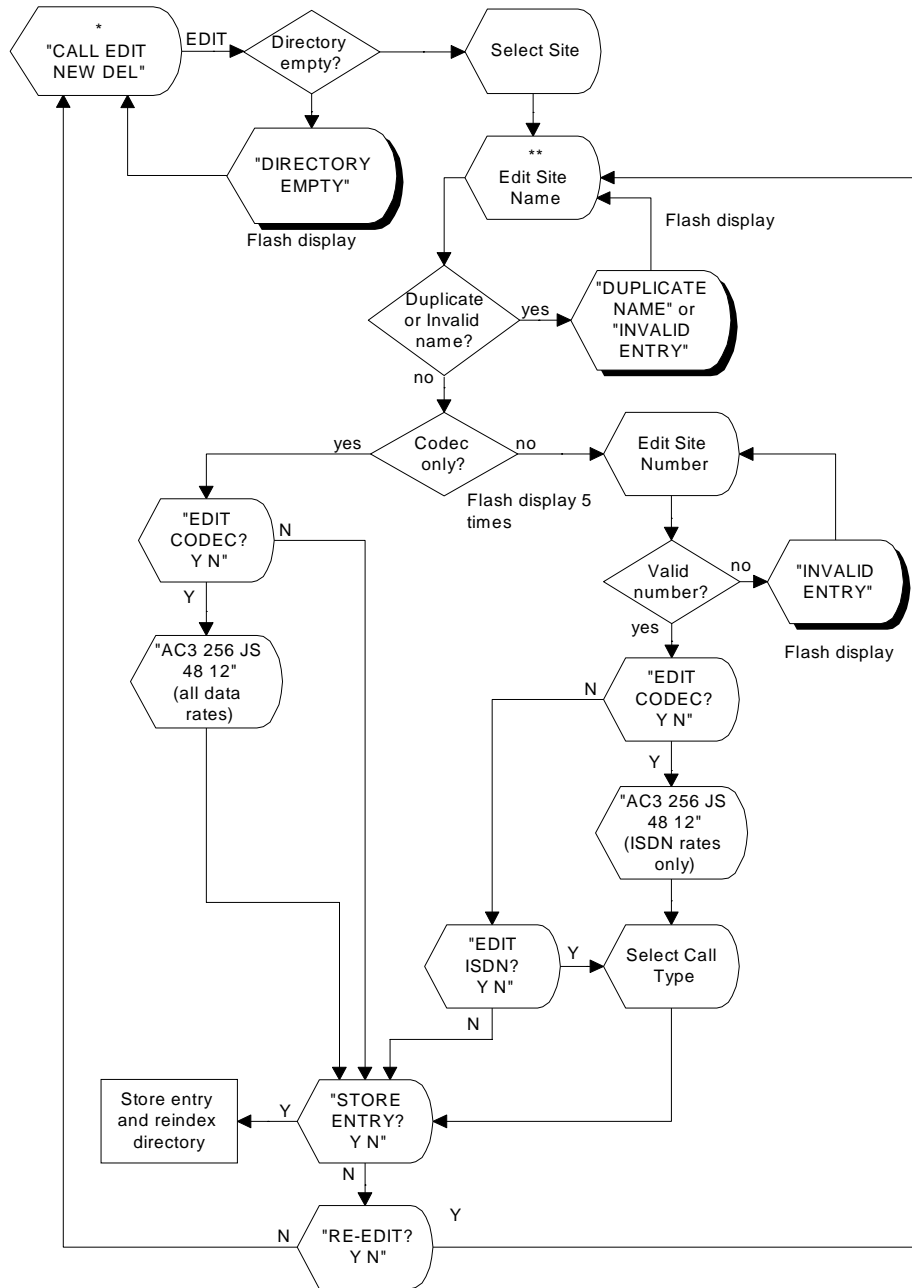 *
"CALL EDIT
NEW DEL"
EDIT
Directory
empty?
Select Site
"DIRECTORY
EMPTY"
Flash display
**
Edit Site
Name
Flash display
Duplicate
or Invalid
name?
yes
"DUPLICATE
NAME" or
"INVALID
ENTRY"
no
yes
Codec
only?
no
Edit Site
Number
Flash display 5
times
"EDIT
CODEC?
Y N"
N
Valid
number?
no
"INVALID
ENTRY"
Flash display
Y
yes
"AC3 256 JS
48 12"
(all data
rates)
N
"EDIT
CODEC?
Y N"
Y
"AC3 256 JS
48 12"
(ISDN rates
only)
"EDIT
ISDN?
Y N"
Y
Select Call
Type
N
Store entry
and reindex
directory
Y
"STORE
ENTRY?
Y N"
N
N
"RE-EDIT?
Y N"
Y